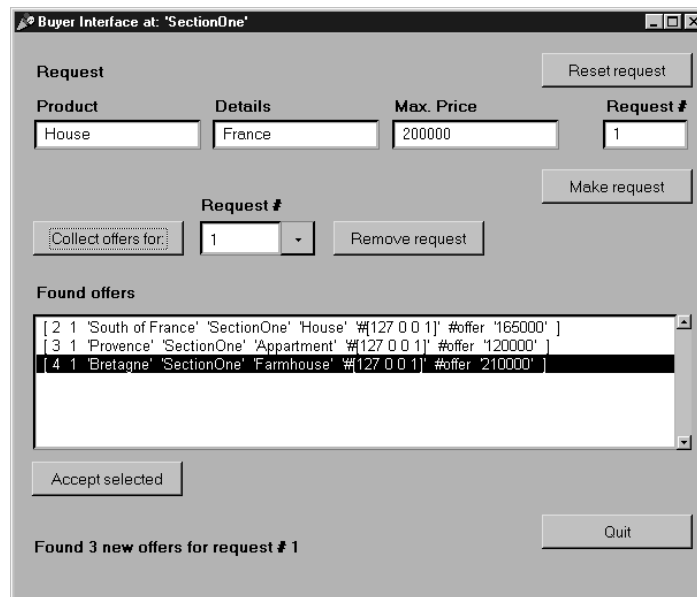 Buyer Interface at: 'SectionOne'
Request
Reset request
Product Details Max. Price Request #
House France 200000 1
Make request
Request #
Collect offers for: 1 Remove request
Found offers
[ 2 1 'South of France' 'SectionOne' 'House' '#[127 0 0 1]' #offer '165000' ]
[ 3 1 'Provence' 'SectionOne' 'Appartment' '#[127 0 0 1]' #offer '120000' ]
[ 4 1 'Bretagne' 'SectionOne' 'Farmhouse' '#[127 0 0 1]' #offer '210000' ]
Accept selected
Quit
Found 3 new offers for request # 1